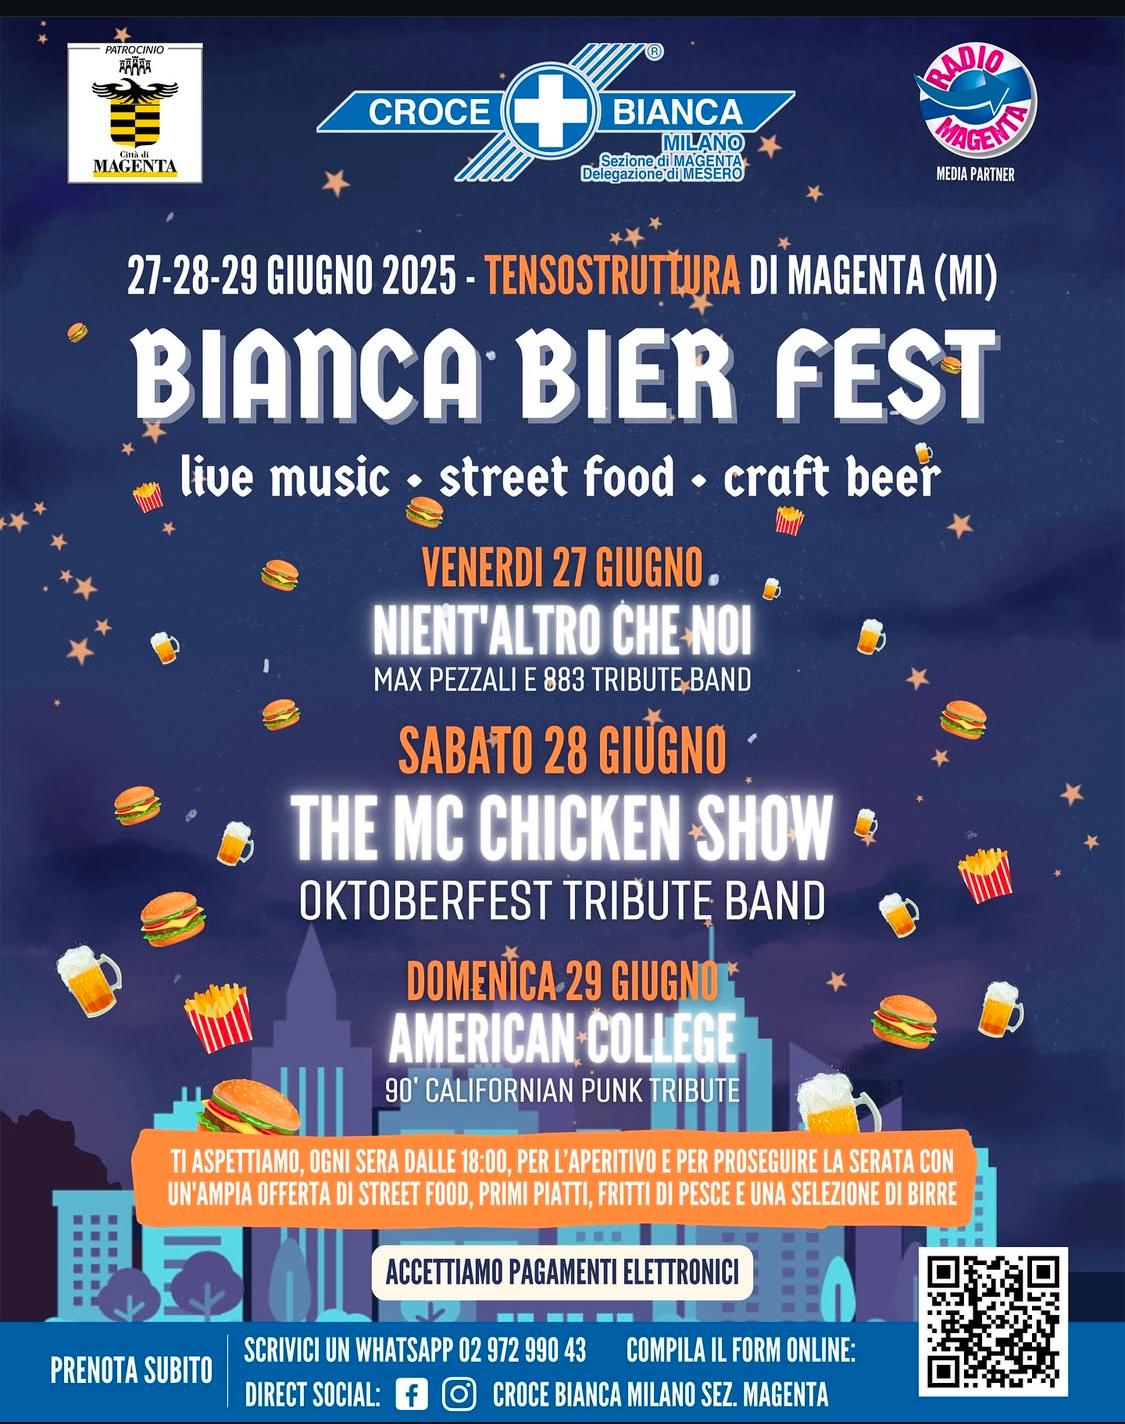 PATROCINIO
Città di
MAGENTA
CROCE BIANCA
®
MILANO
Sezione di MAGENTA
Delegazione di MESERO
RADIO
MAGENTA
MEDIA PARTNER
27-28-29 GIUGNO 2025 - TENSOSTRUTTURA DI MAGENTA (MI)
BIANCA BIER FEST
live music • street food • craft beer
VENERDI 27 GIUGNO
NIENT'ALTRO CHE NOI
MAX PEZZALI E 883 TRIBUTE BAND
SABATO 28 GIUGNO
THE MC CHICKEN SHOW
OKTOBERFEST TRIBUTE BAND
DOMENICA 29 GIUGNO
AMERICAN COLLEGE
90' CALIFORNIAN PUNK TRIBUTE
TI ASPETTIAMO, OGNI SERA DALLE 18:00, PER L'APERITIVO E PER PROSEGUIRE LA SERATA CON
UN'AMPIA OFFERTA DI STREET FOOD, PRIMI PIATTI, FRITTI DI PESCE E UNA SELEZIONE DI BIRRE
ACCETTIAMO PAGAMENTI ELETTRONICI
PRENOTA SUBITO
SCRIVICI UN WHATSAPP 02 972 990 43
COMPILA IL FORM ONLINE:
DIRECT SOCIAL: CROCE BIANCA MILANO SEZ. MAGENTA